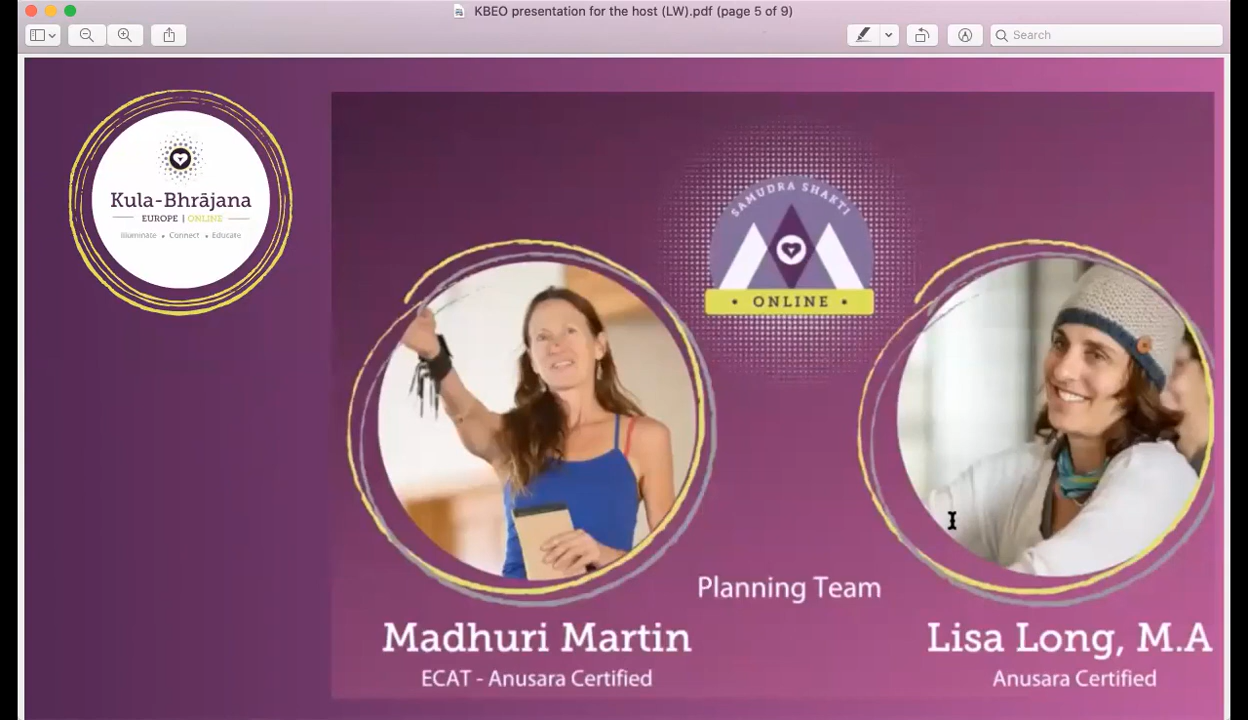 KBEO presentation for the host (LW).pdf (page 5 of 9)
Search
Kula-Bhrājana
EUROPE | ONLINE
Illuminate • Connect • Educate
SAMUDRA SHAKTI
• ONLINE •
Planning Team
Madhuri Martin
ECAT - Anusara Certified
Lisa Long, M.A
Anusara Certified